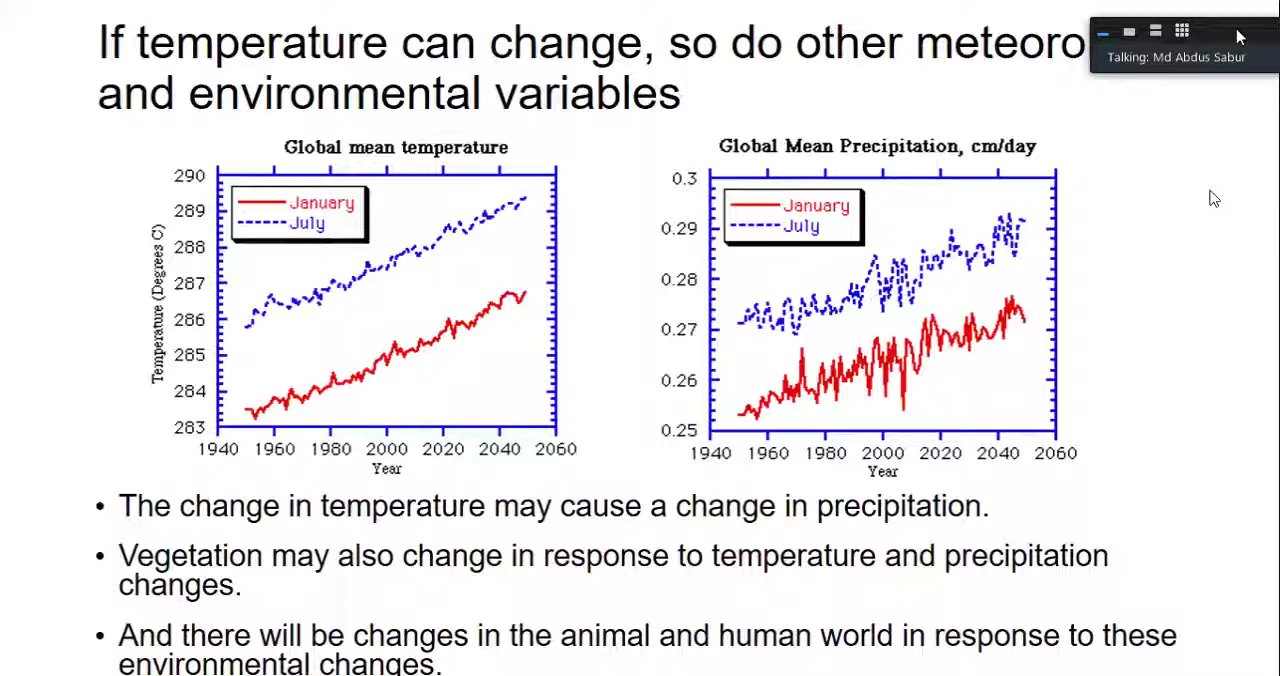 If temperature can change, so do other meteoro
and environmental variables
Talking: Md Abdus Sabur
Global mean temperature
290
289
288
287
286
285
284
283
Temperature (Degrees C)
January
July
1940 1960 1980 2000 2020 2040 2060
Year
Global Mean Precipitation, cm/day
0.3
0.29
0.28
0.27
0.26
0.25
January
July
1940 1960 1980 2000 2020 2040 2060
Year
• The change in temperature may cause a change in precipitation.
• Vegetation may also change in response to temperature and precipitation
changes.
• And there will be changes in the animal and human world in response to these
environmental changes.